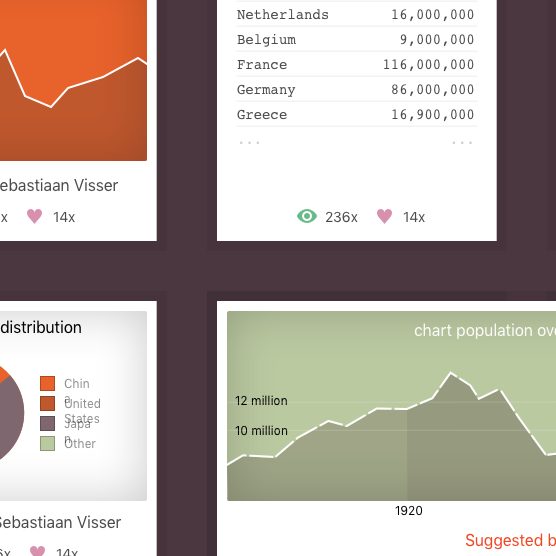 Netherlands 16,000,000
Belgium 9,000,000
France 116,000,000
Germany 86,000,000
Greece 16,900,000
... ...
ebastiaan Visser
x 14x
236x 14x
distribution
Chin
a
United
States
Japa
n
Other
Sebastiaan Visser
6x 14x
chart population ov
12 million
10 million
1920
Suggested b